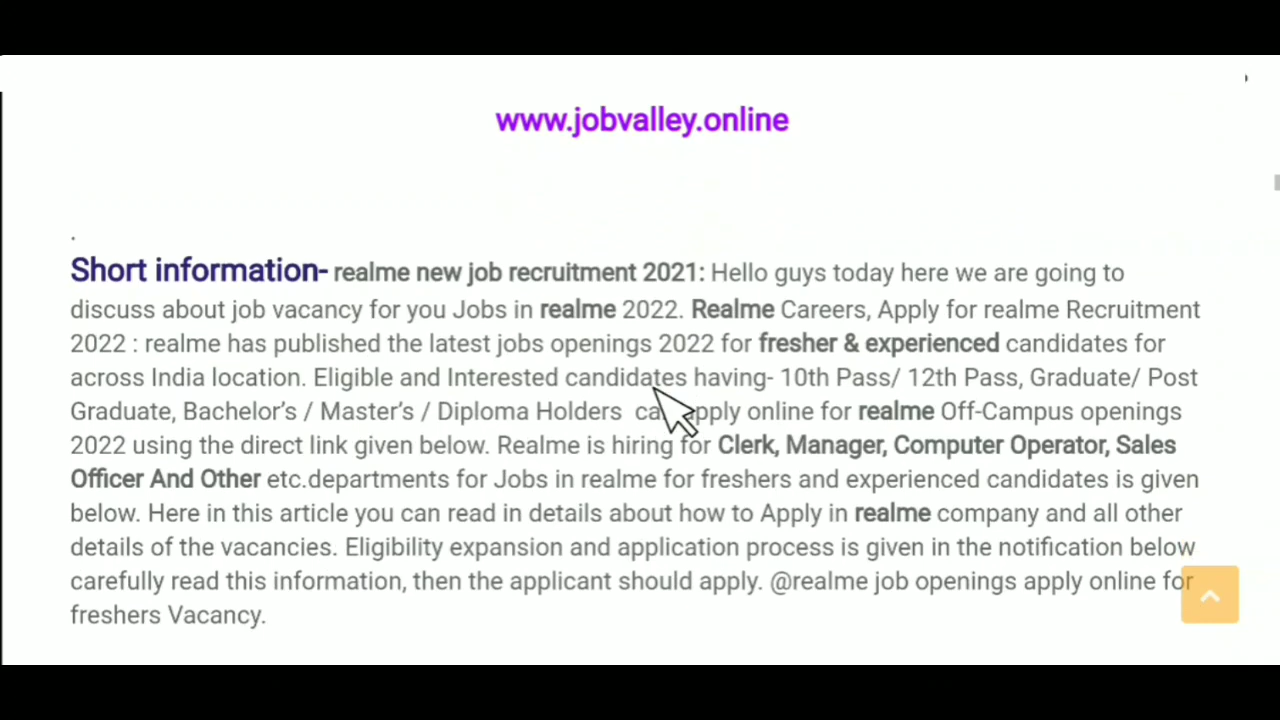 www.jobvalley.online
.
Short information- realme new job recruitment 2021: Hello guys today here we are going to
discuss about job vacancy for you Jobs in realme 2022. Realme Careers, Apply for realme Recruitment
2022 : realme has published the latest jobs openings 2022 for fresher & experienced candidates for
across India location. Eligible and Interested candidates having- 10th Pass/ 12th Pass, Graduate/ Post
Graduate, Bachelor's / Master's / Diploma Holders apply online for realme Off-Campus openings
2022 using the direct link given below. Realme is hiring for Clerk, Manager, Computer Operator, Sales
Officer And Other etc.departments for Jobs in realme for freshers and experienced candidates is given
below. Here in this article you can read in details about how to Apply in realme company and all other
details of the vacancies. Eligibility expansion and application process is given in the notification below
carefully read this information, then the applicant should apply. @realme job openings apply online for
freshers Vacancy.